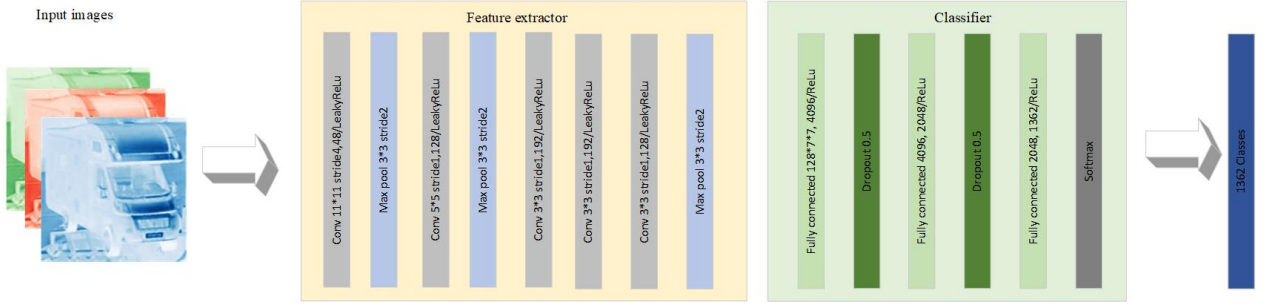 Input images
Feature extractor
Conv 11*11 stride4,48/LeakyReLu
Max pool 3*3 stride2
Conv 5*5 stride1,128/LeakyReLu
Max pool 3*3 stride2
Conv 3*3 stride1,192/LeakyReLu
Conv 3*3 stride1,192/LeakyReLu
Conv 3*3 stride1,128/LeakyReLu
Max pool 3*3 stride2
Classifier
Fully connected 128*7*7, 4096/ReLu
Dropout 0.5
Fully connected 4096, 2048/ReLu
Dropout 0.5
Fully connected 2048, 1362/ReLu
Softmax
1362 Classes